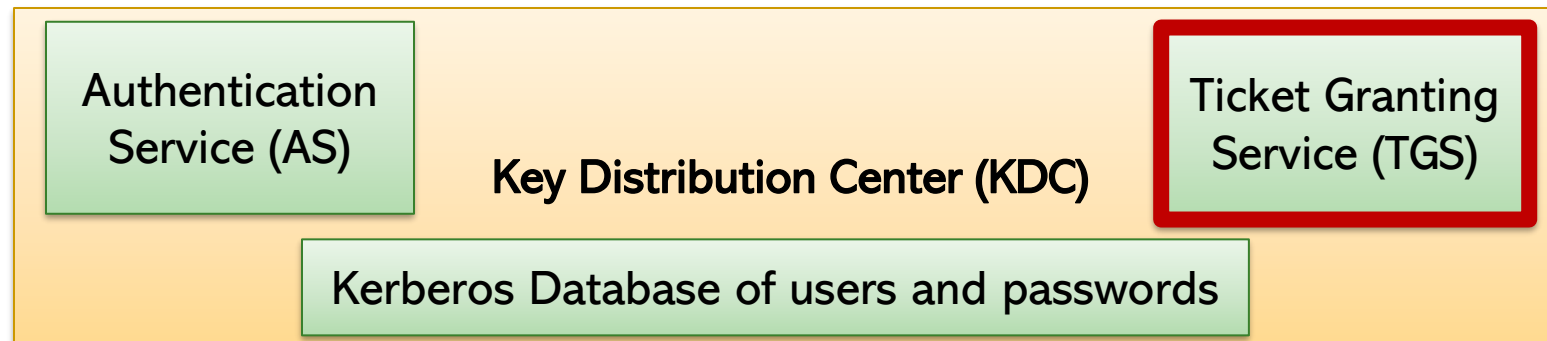 Authentication
Service (AS)
Ticket Granting
Service (TGS)
Key Distribution Center (KDC)
Kerberos Database of users and passwords